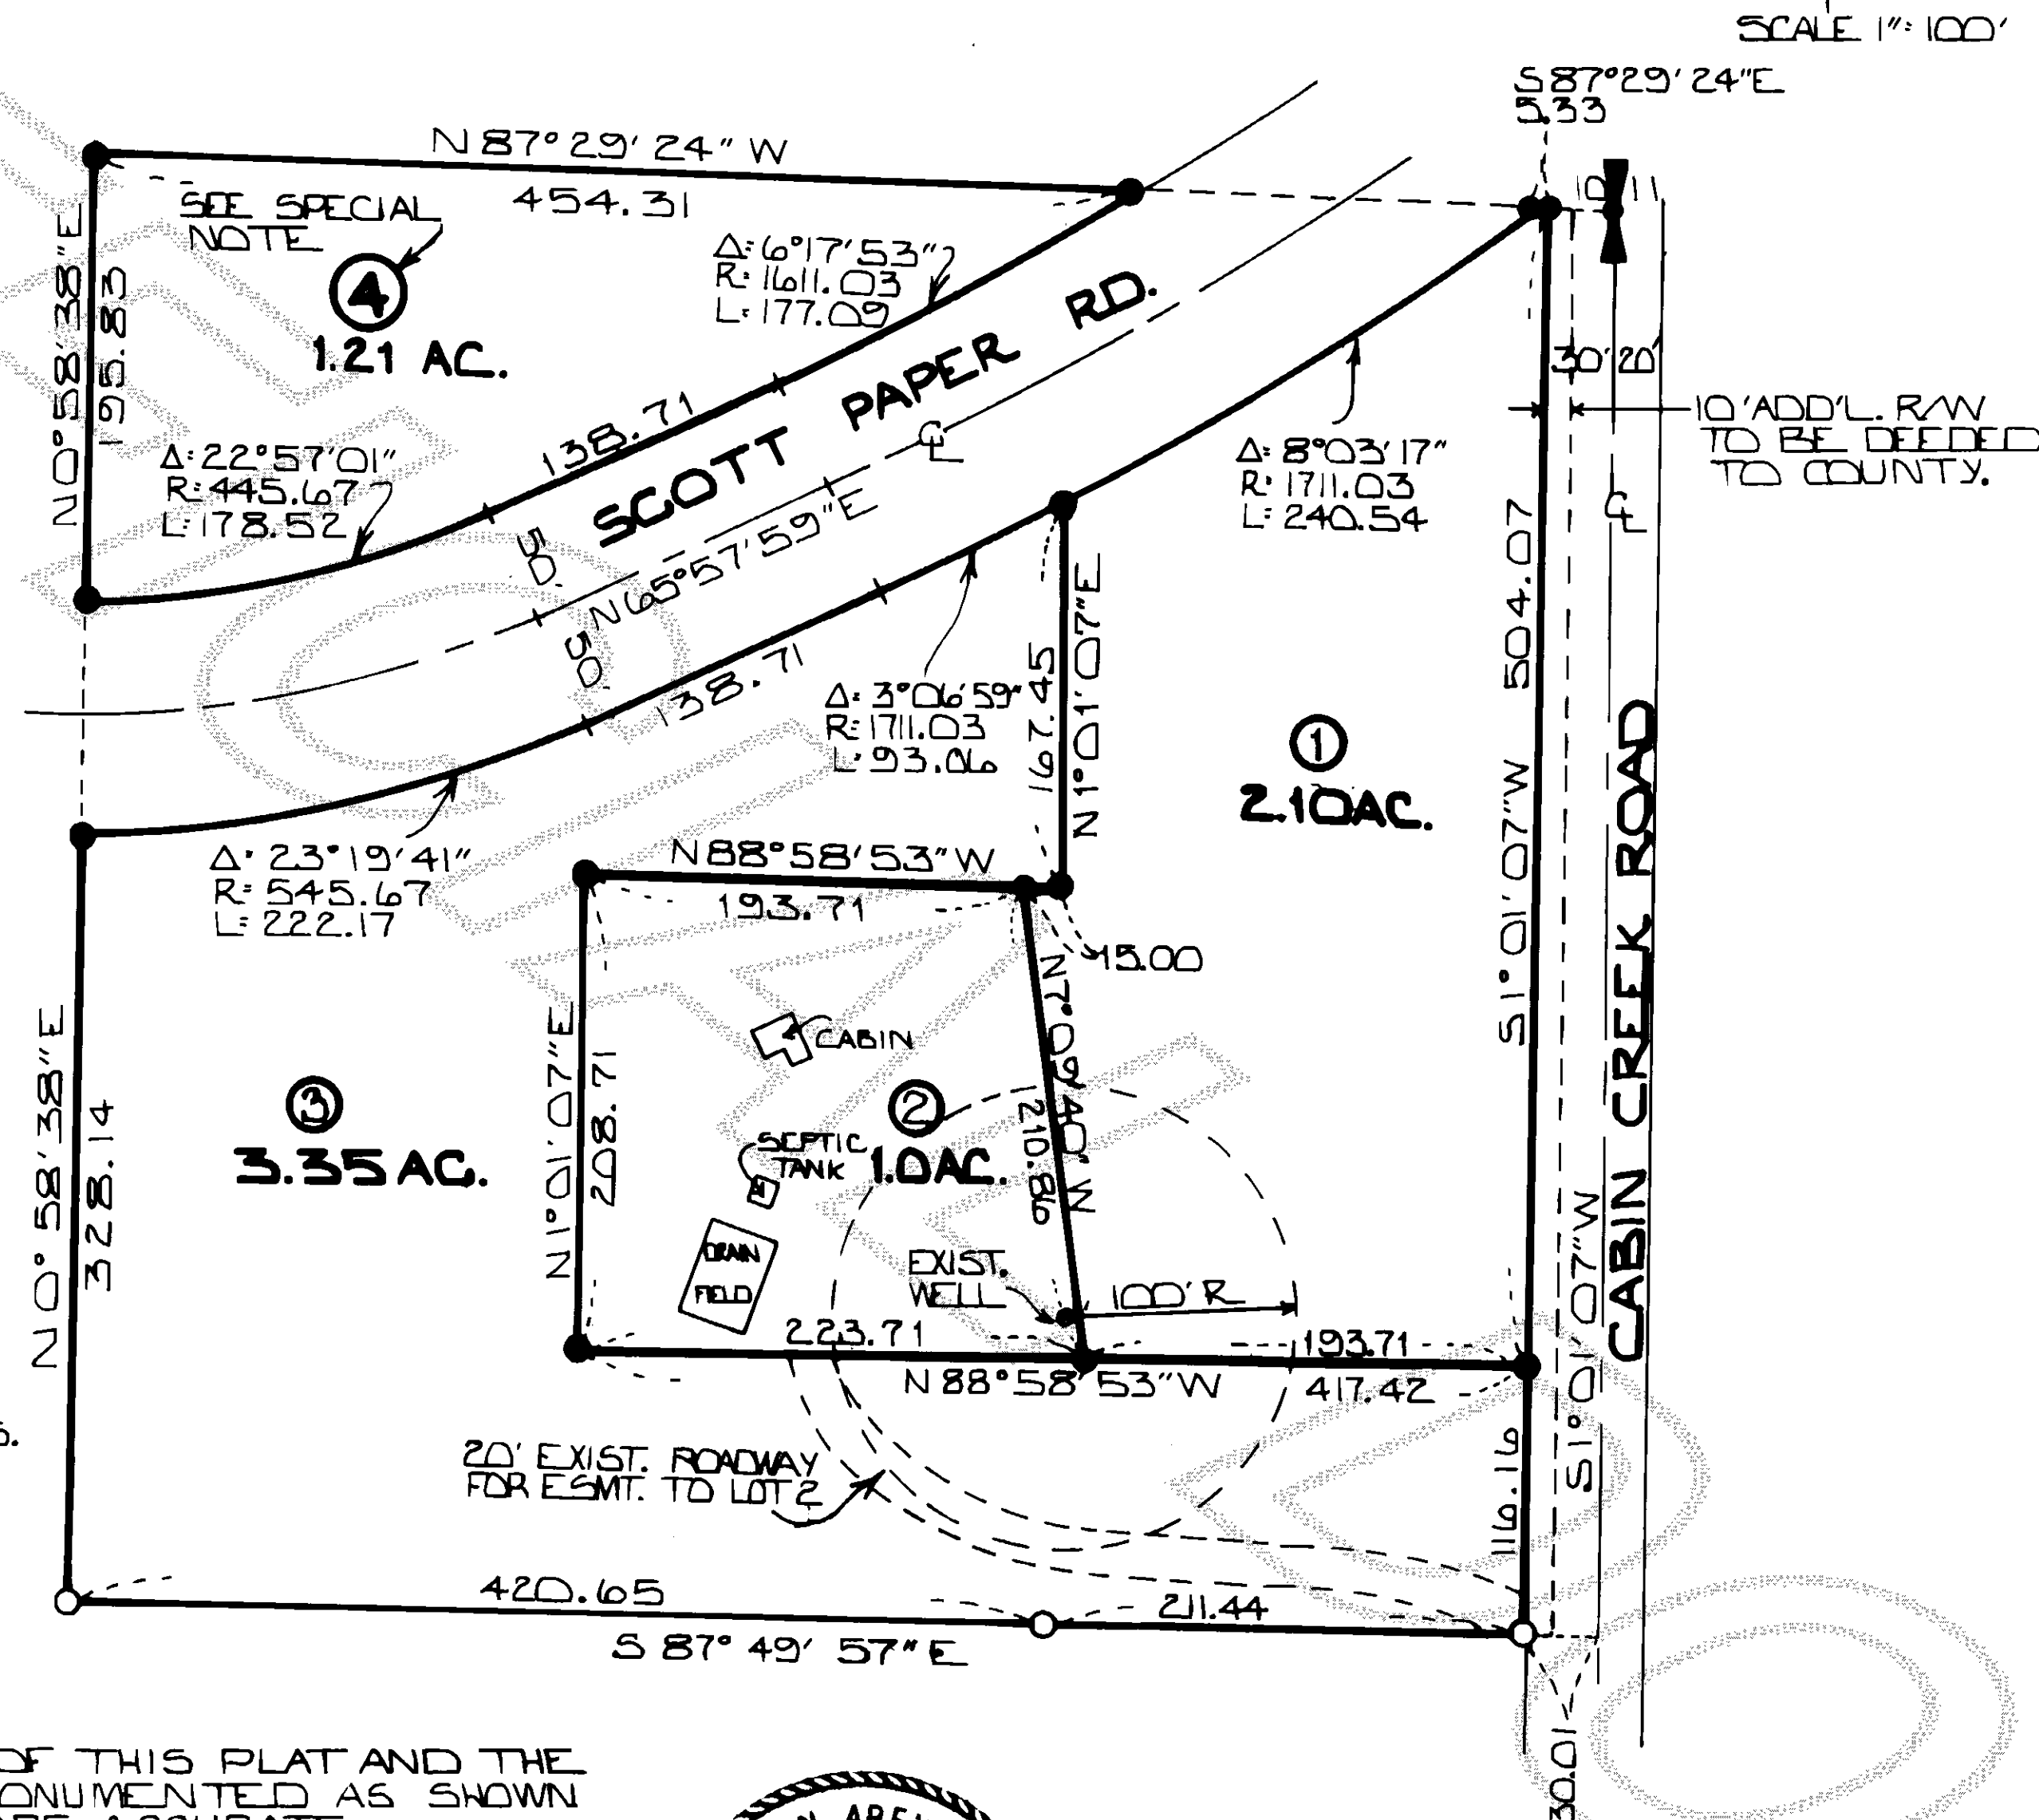 SCALE 1"= 100'
S 87°29'24"E
5.33
N 87°29'24"W
454.31
10 11
SEE SPECIAL
NOTE
4
1.21 AC.
N 0°58'38"E
195.83
Δ=6°17'53"
R=1611.03
L=177.09
SCOTT PAPER RD.
30' 20'
10' ADD'L. R/W
TO BE DEEDED
TO COUNTY.
138.71
Δ=22°57'01"
R=445.67
L=178.52
Δ=8°03'17"
R=1711.03
L=240.54
℄
℄
50.
50.
N65°57'59"E
138.71
Δ=3°06'59"
R=1711.03
L=93.06
167.45
N1°01'07"E
504.07
S1°01'07"W
1
2.10AC.
CABIN CREEK ROAD
Δ=23°19'41"
R=545.67
L=222.17
N88°58'53"W
193.71
15.00
N7°09'40"W
210.86
CABIN
N1°01'07"E
208.71
2
1.0AC.
SEPTIC
TANK
DRAIN
FIELD
EXIST.
WELL
100'R
N 0°58'38"E
328.14
3
3.35 AC.
223.71
193.71
N88°58'53"W
417.42
S.
20' EXIST. ROADWAY
FOR ESMT. TO LOT 2
116.16
S1°01'07"W
420.65
211.44
S 87°49'57"E
30.01
OF THIS PLAT AND THE
ONUMENTED AS SHOWN